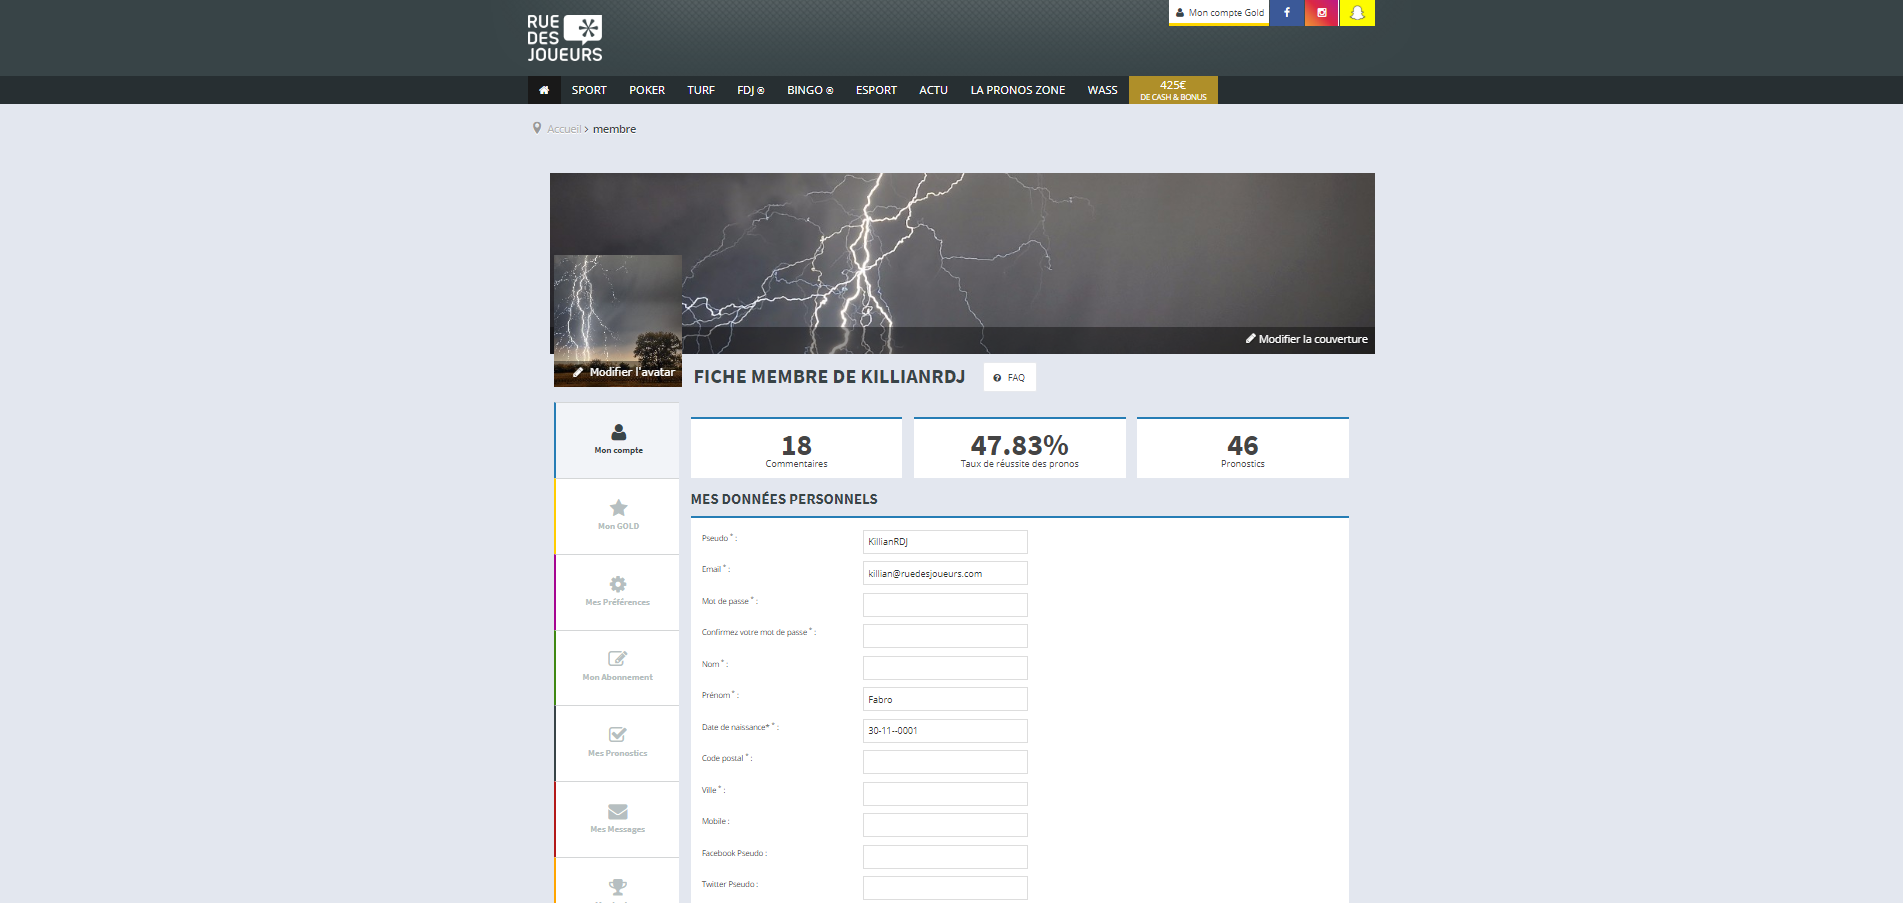 Mon compte Gold
RUE
DES
JOUEURS
SPORT POKER TURF FDJ ® BINGO ® ESPORT ACTU LA PRONOS ZONE WASS 425€
DE CASH & BONUS
Accueil > membre
Modifier la couverture
Modifier l'avatar
FICHE MEMBRE DE KILLIANRDJ FAQ
Mon compte
Mon GOLD
Mes Préférences
Mon Abonnement
Mes Pronostics
Mes Messages
18
Commentaires
47.83%
Taux de réussite des pronos
46
Pronostics
MES DONNÉES PERSONNELS
Pseudo * : KillianRDJ
Email * : killian@ruedesjoueurs.com
Mot de passe * :
Confirmez votre mot de passe * :
Nom * :
Prénom * : Fabro
Date de naissance* * : 30-11--0001
Code postal * :
Ville * :
Mobile :
Facebook Pseudo :
Twitter Pseudo :